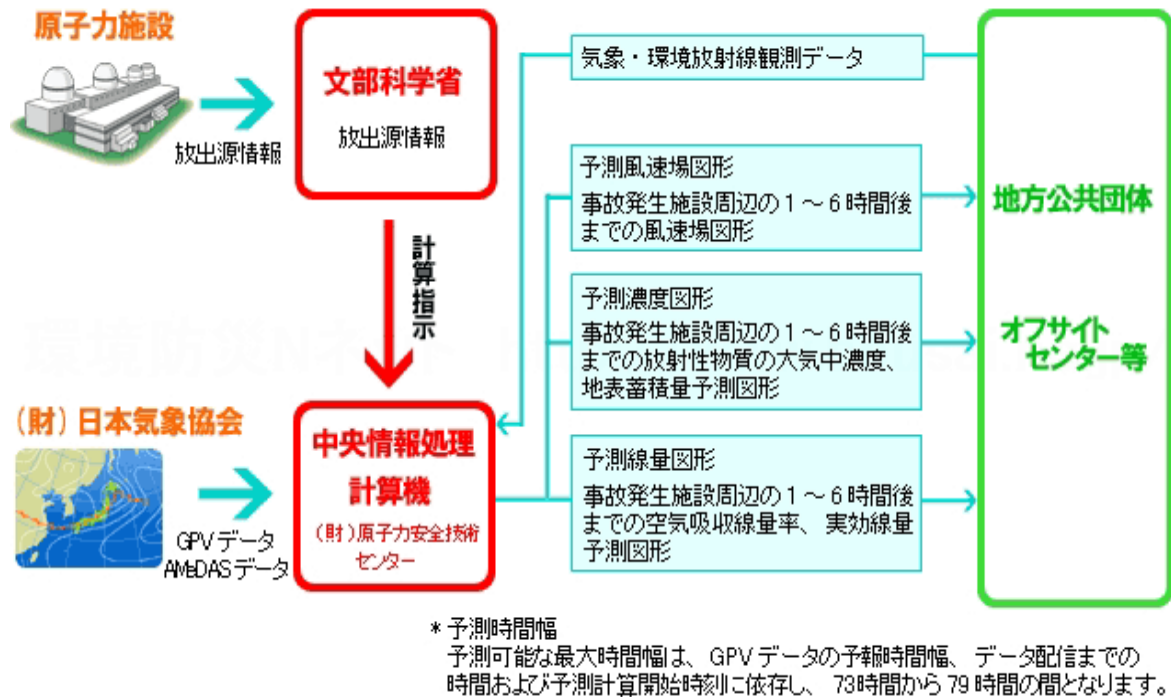 原子力施設
放出源情報
文部科学省
放出源情報
計算指示
(財)日本気象協会
GPVデータ
AMeDASデータ
中央情報処理
計算機
(財)原子力安全技術
センター
気象・環境放射線観測データ
予測風速場図形
事故発生施設周辺の1～6時間後
までの風速場図形
予測濃度図形
事故発生施設周辺の1～6時間後
までの放射性物質の大気中濃度、
地表蓄積量予測図形
予測線量図形
事故発生施設周辺の1～6時間後
までの空気吸収線量率、実効線量
予測図形
地方公共団体
オフサイト
センター等
*予測時間幅
予測可能な最大時間幅は、GPVデータの予報時間幅、データ配信までの
時間および予測計算開始時刻に依存し、73時間から79時間の間となります。